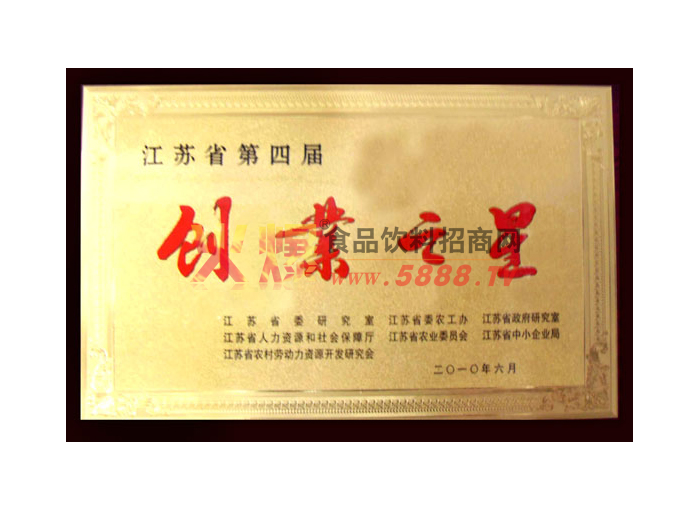 江苏省第四届
创业之星
食品饮料招商网
www.5888.TV
江苏省委研究室 江苏省委农工办 江苏省政府研究室
江苏省人力资源和社会保障厅 江苏省农业委员会 江苏省中小企业局
江苏省农村劳动力资源开发研究会
二〇一〇年六月